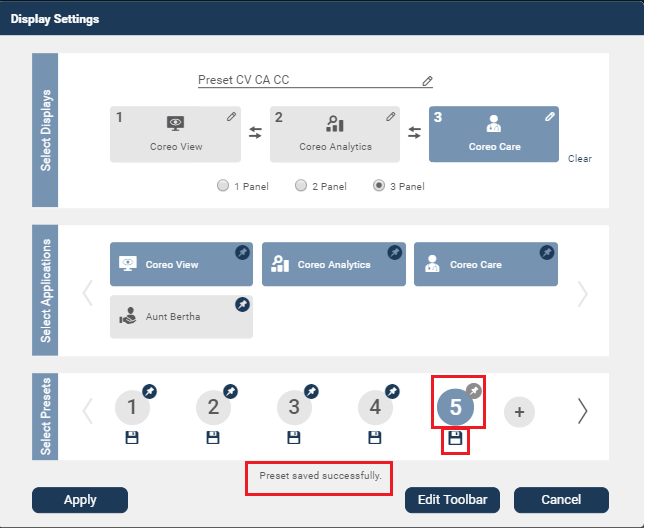 Display Settings
Select Displays
Preset CV CA CC
1
Coreo View
2
Coreo Analytics
3
Coreo Care
Clear
1 Panel
2 Panel
3 Panel
Select Applications
Coreo View
Coreo Analytics
Coreo Care
Aunt Bertha
Select Presets
1
2
3
4
5
+
Preset saved successfully.
Apply
Edit Toolbar
Cancel